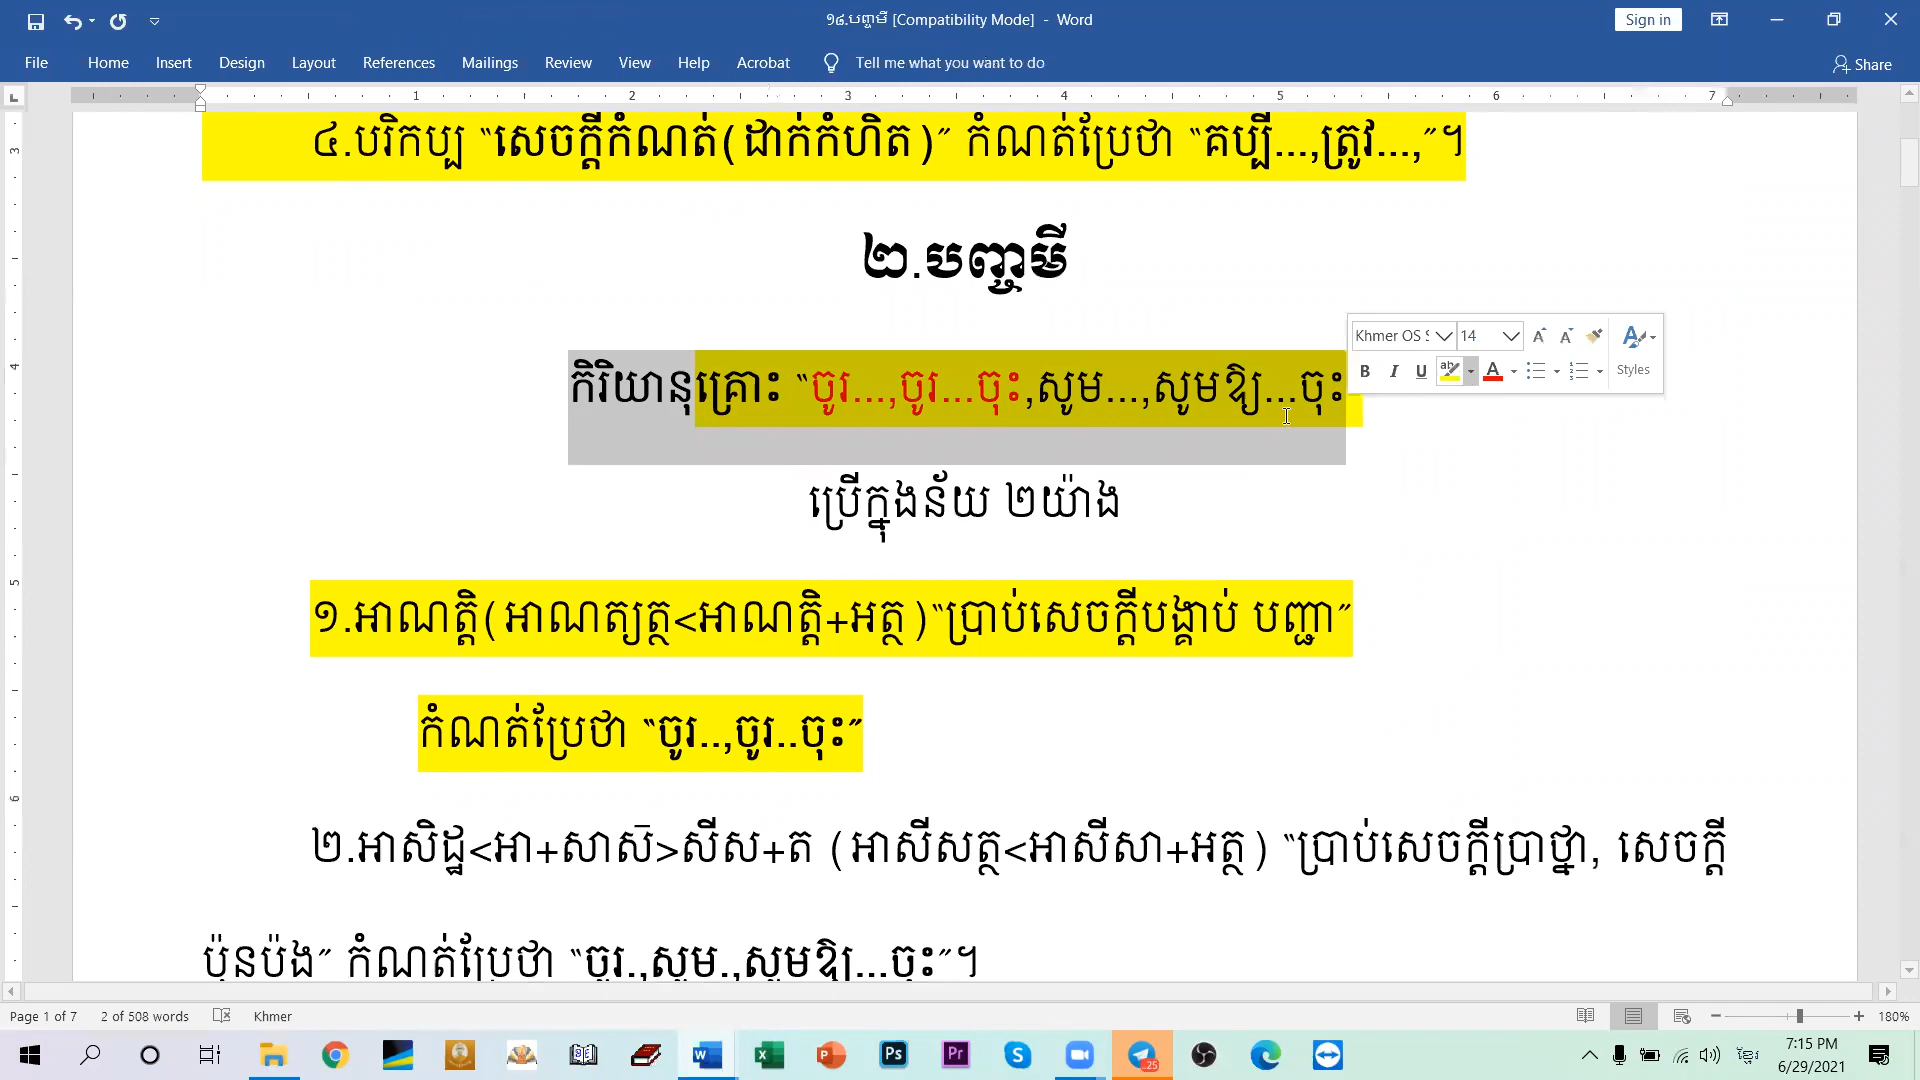 ១៤.បញ្ចមី [Compatibility Mode] - Word
Sign in
File Home Insert Design Layout References Mailings Review View Help Acrobat Tell me what you want to do Share
1 2 3 4 5 6 7
៤.បរិកប្ប “សេចក្តីកំណត់(ដាក់កំហិត)” កំណត់ប្រែថា “គប្បី...,ត្រូវ...,”។
២.បញ្ចមី
កិរិយានុគ្រោះ “ចូរ...,ចូរ...ចុះ,សូម...,សូមឱ្យ...ចុះ
Khmer OS S 14
B I U Styles
ប្រើក្នុងន័យ ២យ៉ាង
១.អាណត្តិ(អាណត្យត្ថ<អាណត្តិ+អត្ថ)“ប្រាប់សេចក្តីបង្គាប់ បញ្ជា”
កំណត់ប្រែថា “ចូរ..,ចូរ..ចុះ”
២.អាសិដ្ឋ<អា+សាស៑>សីស+ត (អាសីសត្ថ<អាសីសា+អត្ថ) “ប្រាប់សេចក្តីប្រាថ្នា, សេចក្តី
ប៉ុនប៉ង” កំណត់ប្រែថា “ចូរ.,សូម.,សូមឱ្យ...ចុះ”។
Page 1 of 7 2 of 508 words Khmer 180%
7:15 PM
6/29/2021